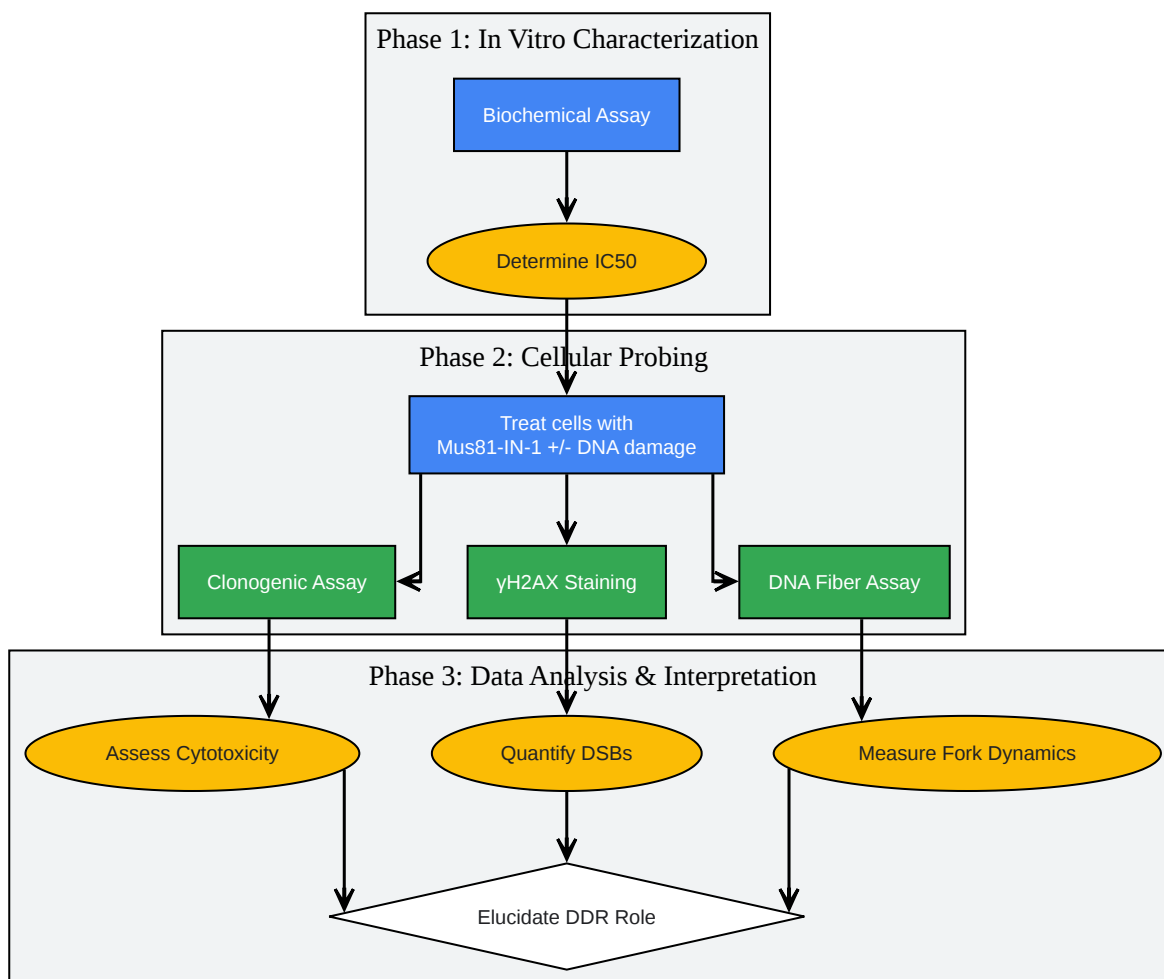 Phase 1: In Vitro Characterization
Biochemical Assay
Determine IC50
Phase 2: Cellular Probing
Treat cells with
Mus81-IN-1 +/- DNA damage
Clonogenic Assay
γH2AX Staining
DNA Fiber Assay
Phase 3: Data Analysis & Interpretation
Assess Cytotoxicity
Quantify DSBs
Measure Fork Dynamics
Elucidate DDR Role